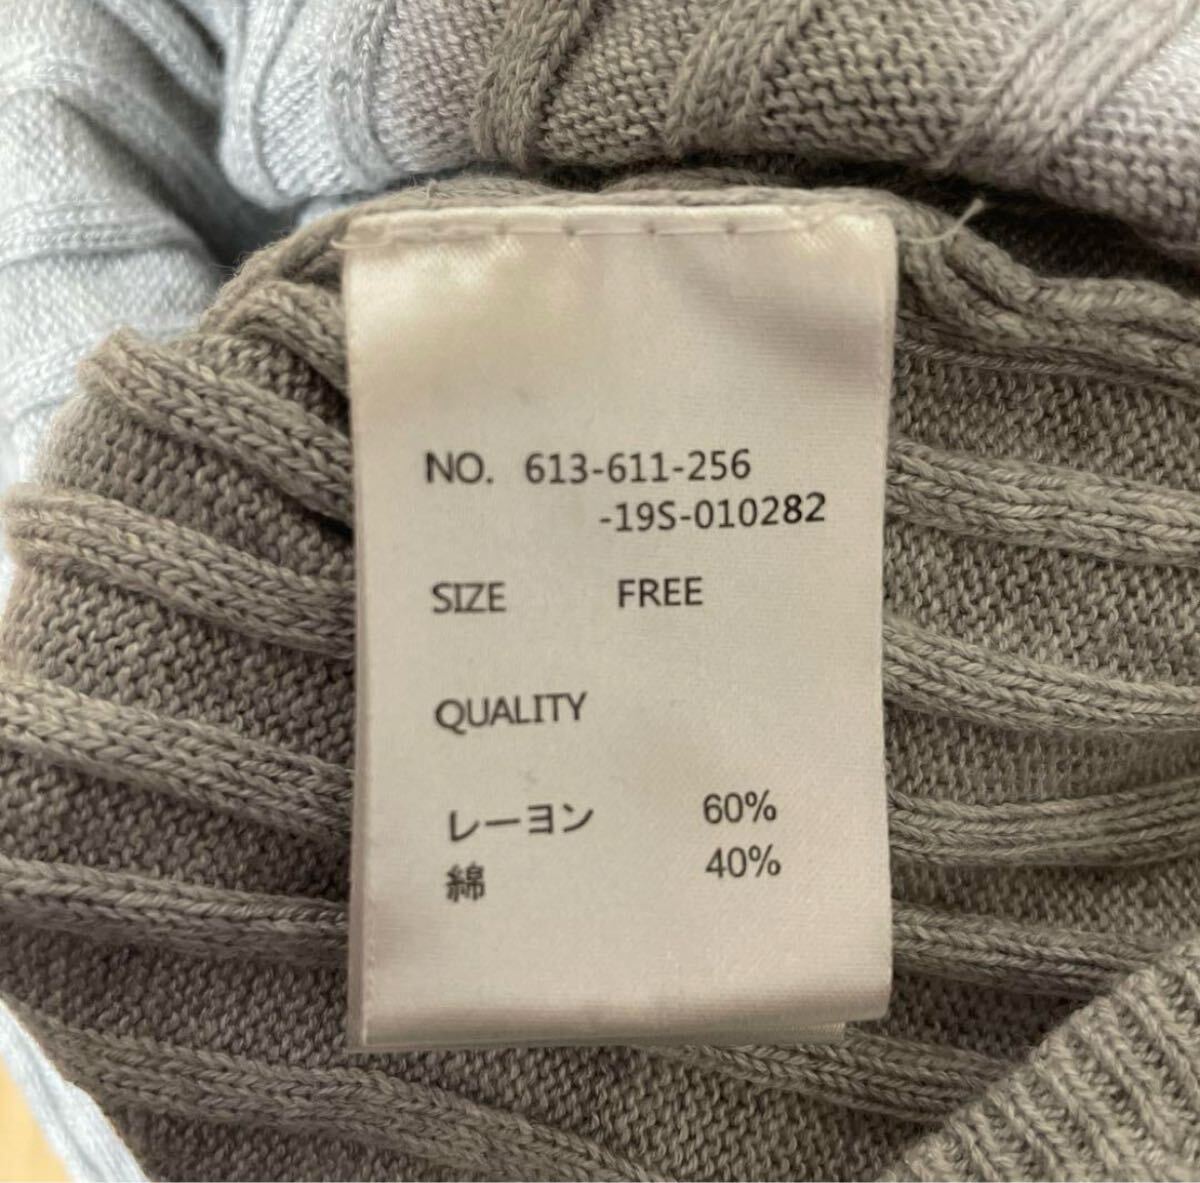 NO. 613-611-256
-19S-010282
SIZE FREE
QUALITY
レーヨン 60%
綿 40%